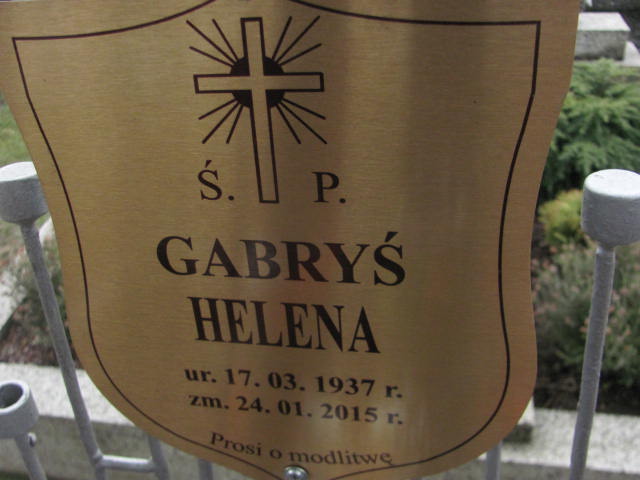 Ś. P.
GABRYŚ
HELENA
ur. 17. 03. 1937 r.
zm. 24. 01. 2015 r.
Prosi o modlitwę